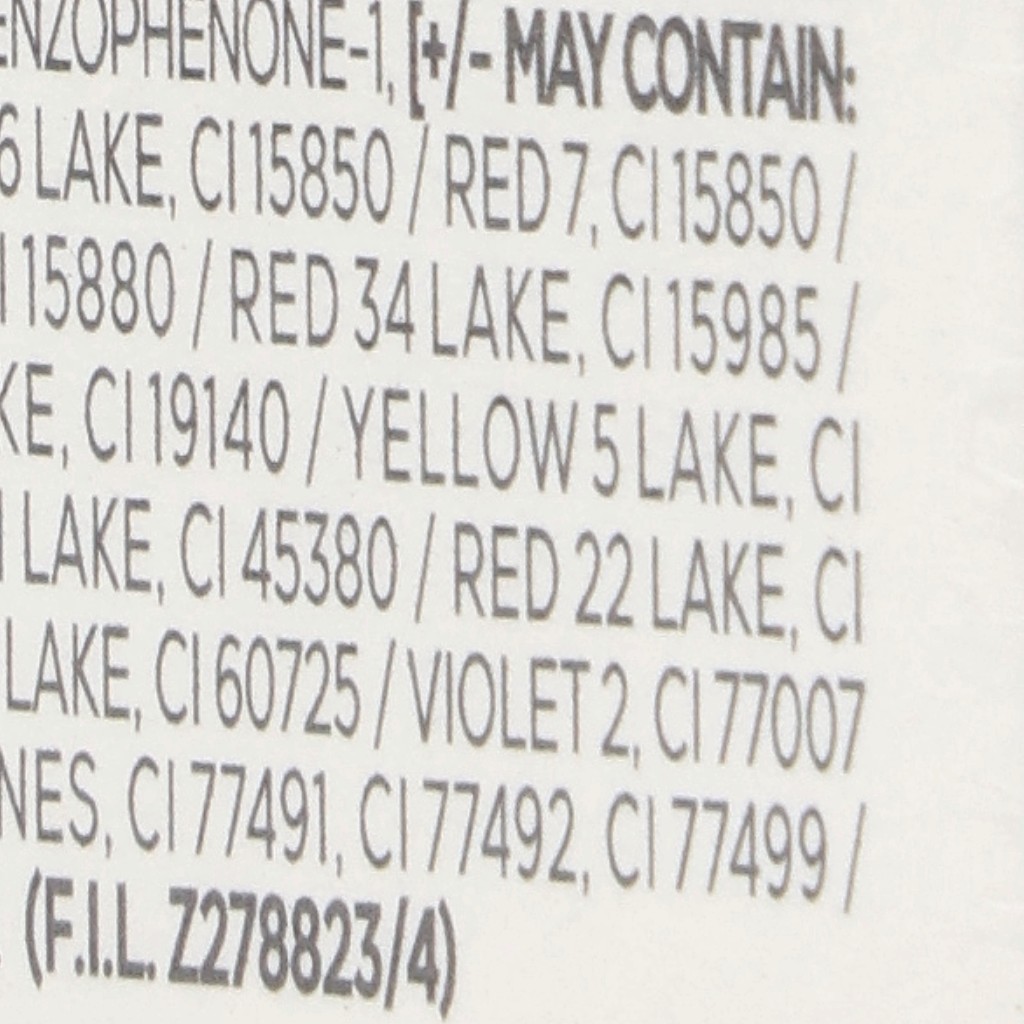 ENZOPHENONE-1, [+/- MAY CONTAIN:
6 LAKE, CI 15850 / RED 7, CI 15850 /
I 15880 / RED 34 LAKE, CI 15985 /
KE, CI 19140 / YELLOW 5 LAKE, CI
LAKE, CI 45380 / RED 22 LAKE, CI
LAKE, CI 60725 / VIOLET 2, CI 77007
NES, CI 77491, CI 77492, CI 77499 /
(F.I.L. Z278823/4)